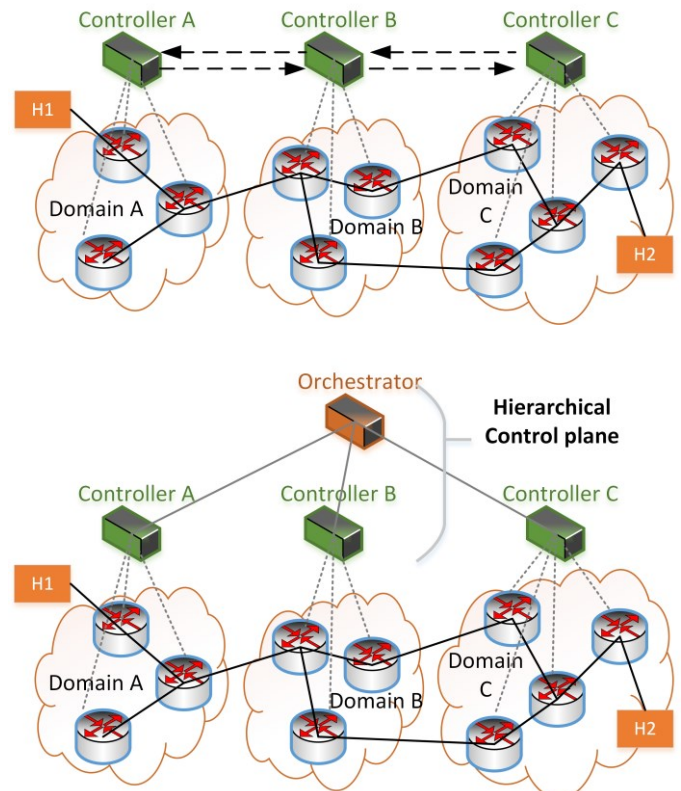 Controller A
Controller B
Controller C
H1
Domain A
Domain B
Domain
C
H2
Orchestrator
Hierarchical
Control plane
Controller A
Controller B
Controller C
H1
Domain A
Domain B
Domain
C
H2